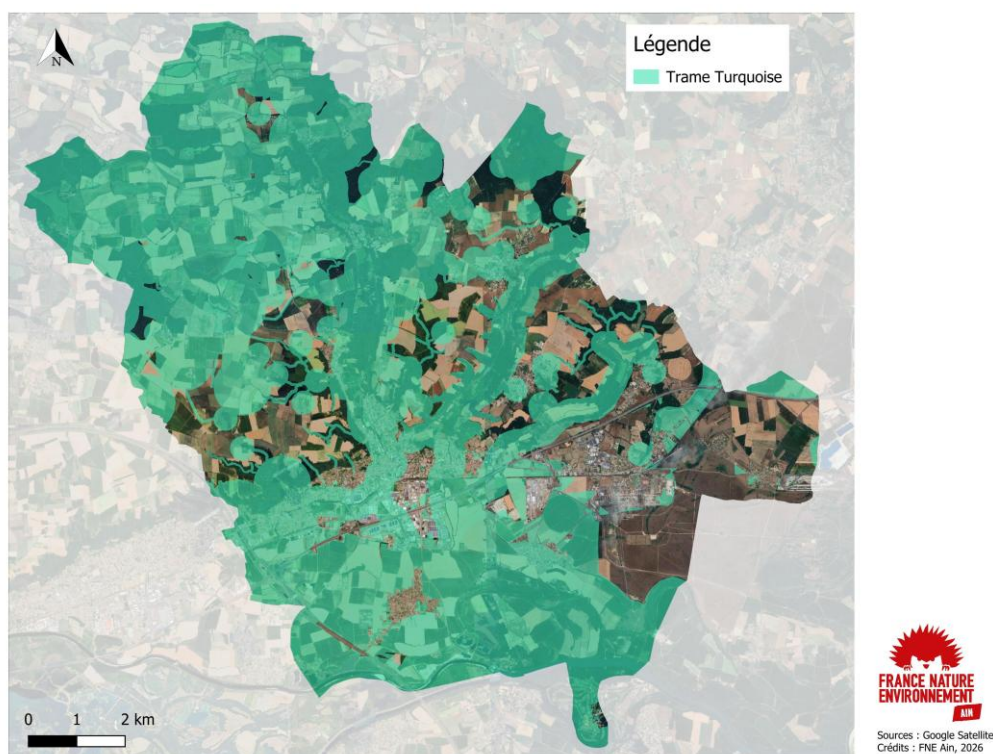 N
Légende
Trame Turquoise
0 1 2 km
FRANCE NATURE
ENVIRONNEMENT
AIN
Sources : Google Satellite
Crédits : FNE Ain, 2026